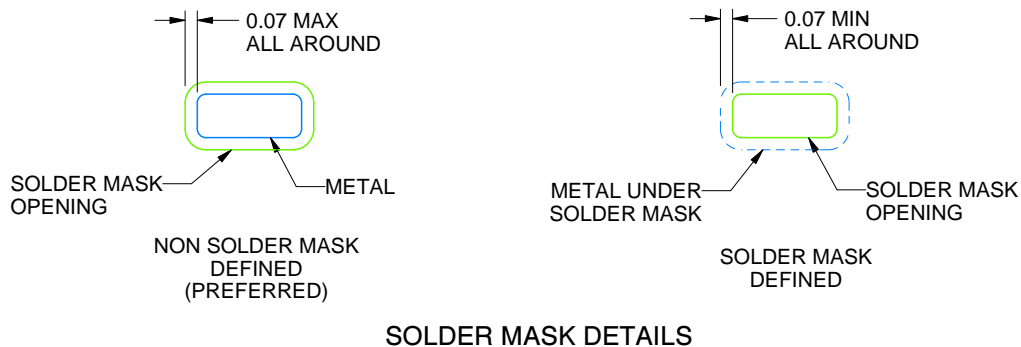 0.07 MAX
ALL AROUND
SOLDER MASK
OPENING
METAL
NON SOLDER MASK
DEFINED
(PREFERRED)
0.07 MIN
ALL AROUND
METAL UNDER
SOLDER MASK
SOLDER MASK
OPENING
SOLDER MASK
DEFINED
SOLDER MASK DETAILS